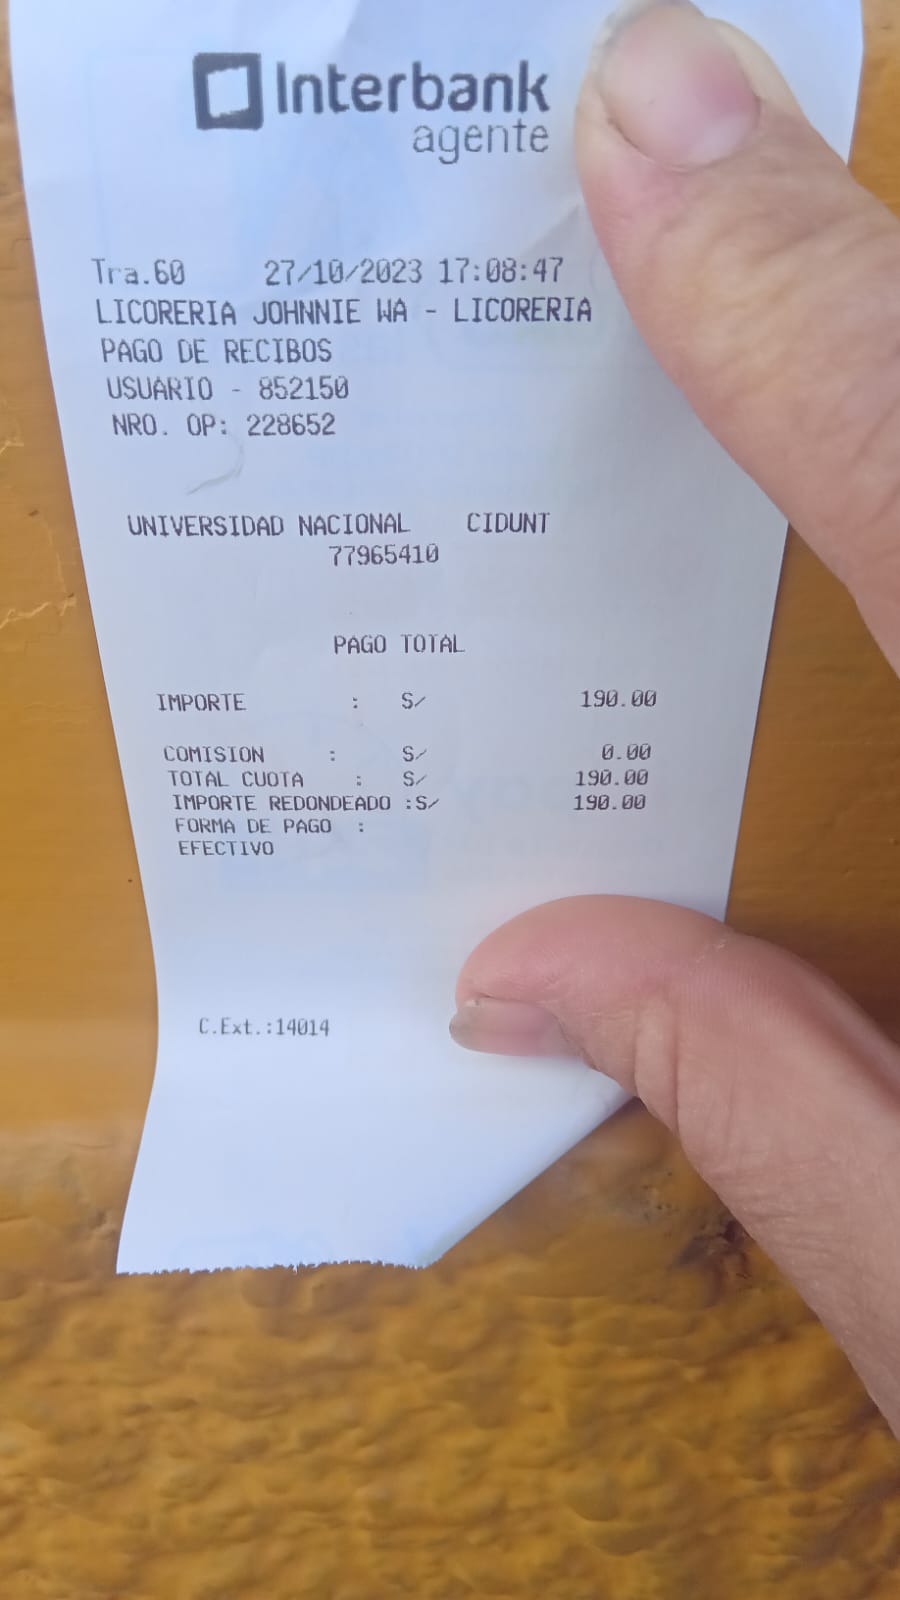 Interbank
agente
Tra.60 27/10/2023 17:08:47
LICORERIA JOHNNIE WA - LICORERIA
PAGO DE RECIBOS
USUARIO - 852150
NRO. OP: 228652
UNIVERSIDAD NACIONAL CIDUNT
77965410
PAGO TOTAL
IMPORTE : S/ 190.00
COMISION : S/ 0.00
TOTAL CUOTA : S/ 190.00
IMPORTE REDONDEADO :S/ 190.00
FORMA DE PAGO :
EFECTIVO
C.Ext.:14014